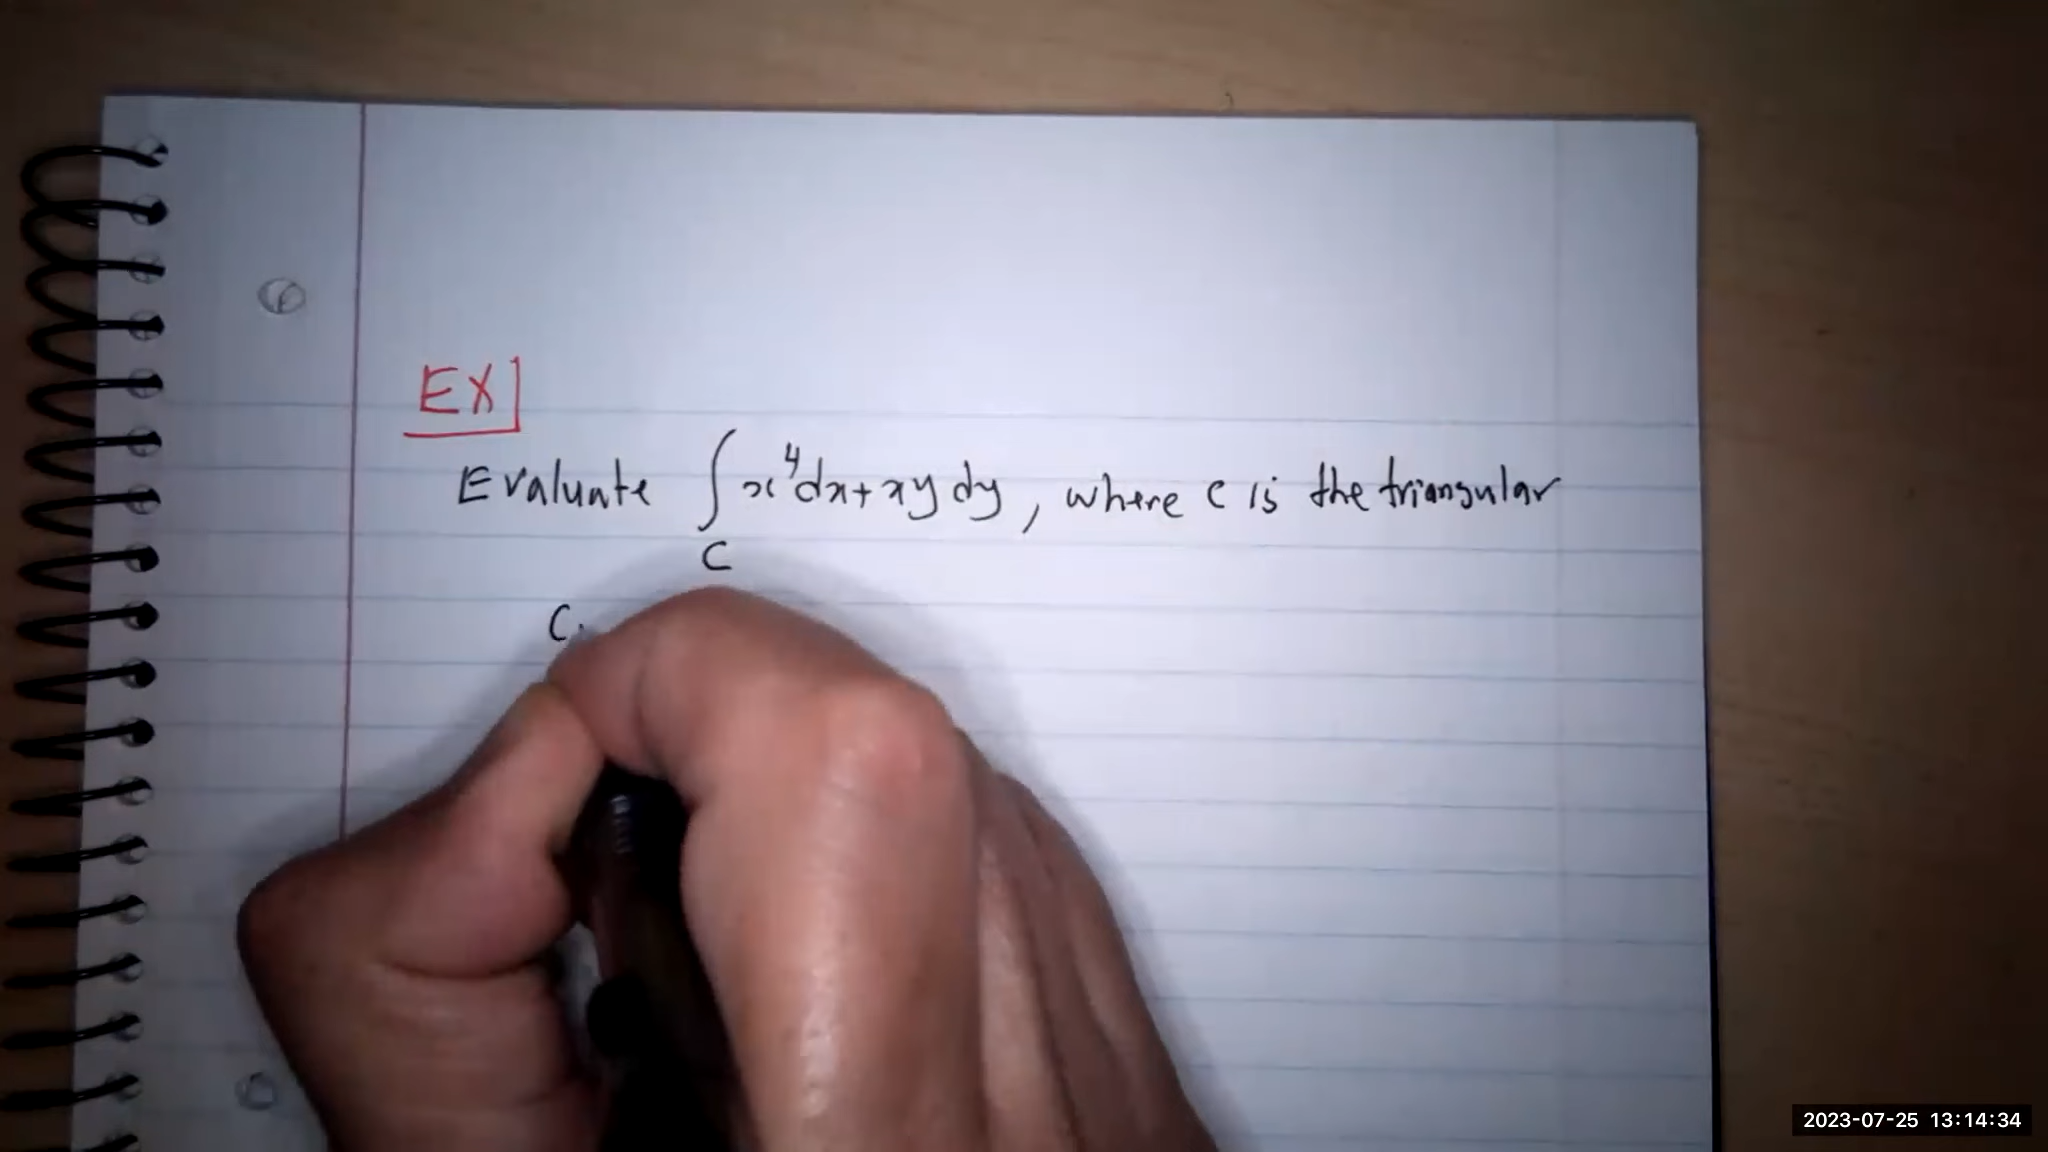 EX
Evaluate ∫ x⁴dx + xy dy, where c is the triangular
C
2023-07-25 13:14:34